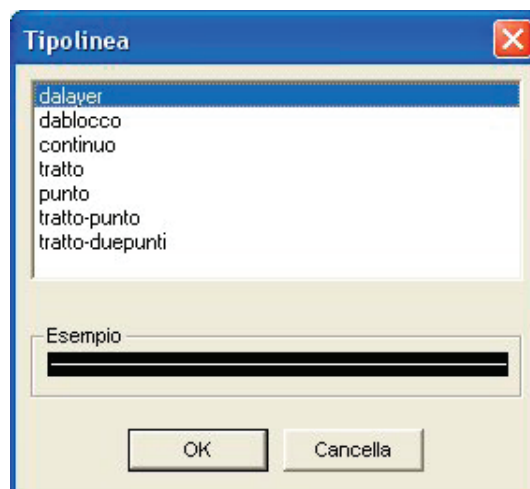 Tipolinea
dalayer
dablocco
continuo
tratto
punto
tratto-punto
tratto-duepunti
Esempio
OK
Cancella